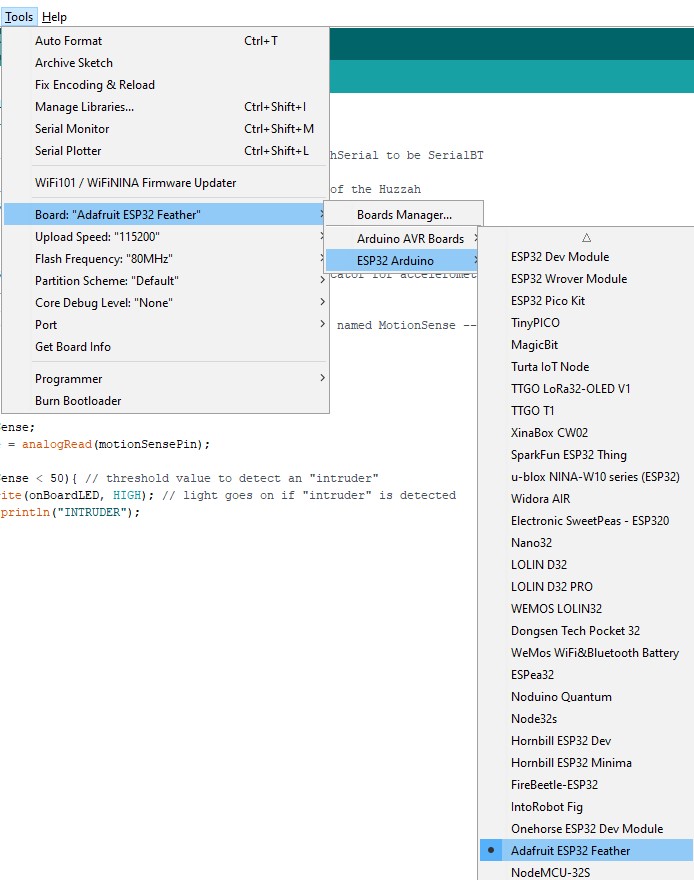 Tools Help
Auto Format Ctrl+T
Archive Sketch
Fix Encoding & Reload
Manage Libraries... Ctrl+Shift+I
Serial Monitor Ctrl+Shift+M
Serial Plotter Ctrl+Shift+L
WiFi101 / WiFiNINA Firmware Updater
Board: "Adafruit ESP32 Feather"
Upload Speed: "115200"
Flash Frequency: "80MHz"
Partition Scheme: "Default"
Core Debug Level: "None"
Port
Get Board Info
Programmer
Burn Bootloader
Boards Manager...
Arduino AVR Boards
ESP32 Arduino
ESP32 Dev Module
ESP32 Wrover Module
ESP32 Pico Kit
TinyPICO
MagicBit
Turta IoT Node
TTGO LoRa32-OLED V1
TTGO T1
XinaBox CW02
SparkFun ESP32 Thing
u-blox NINA-W10 series (ESP32)
Widora AIR
Electronic SweetPeas - ESP320
Nano32
LOLIN D32
LOLIN D32 PRO
WEMOS LOLIN32
Dongsen Tech Pocket 32
WeMos WiFi&Bluetooth Battery
ESPea32
Noduino Quantum
Node32s
Hornbill ESP32 Dev
Hornbill ESP32 Minima
FireBeetle-ESP32
IntoRobot Fig
Onehorse ESP32 Dev Module
Adafruit ESP32 Feather
NodeMCU-32S
hSerial to be SerialBT
of the Huzzah
cator for acceleromet
named MotionSense --
ense;
= analogRead(motionSensePin);
ense < 50){ // threshold value to detect an "intruder"
ite(onBoardLED, HIGH); // light goes on if "intruder" is detected
println("INTRUDER");